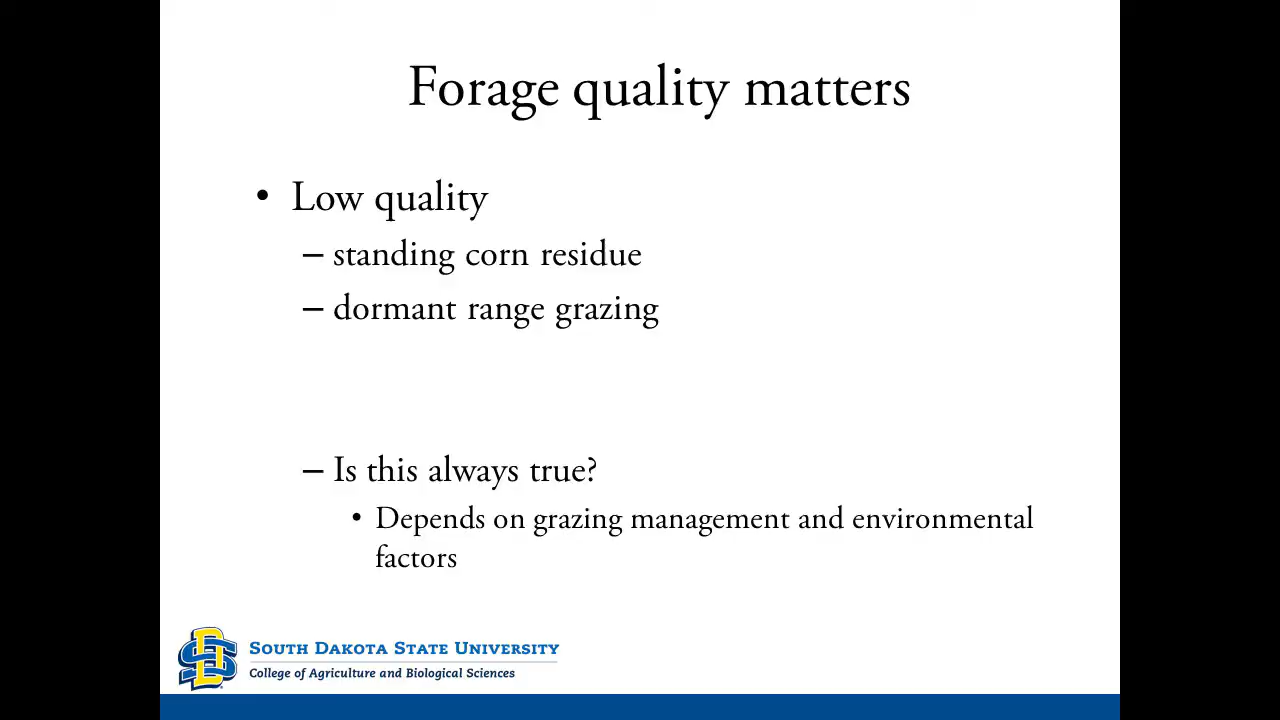 Forage quality matters
• Low quality
– standing corn residue
– dormant range grazing
– Is this always true?
• Depends on grazing management and environmental
factors
South Dakota State University
College of Agriculture and Biological Sciences